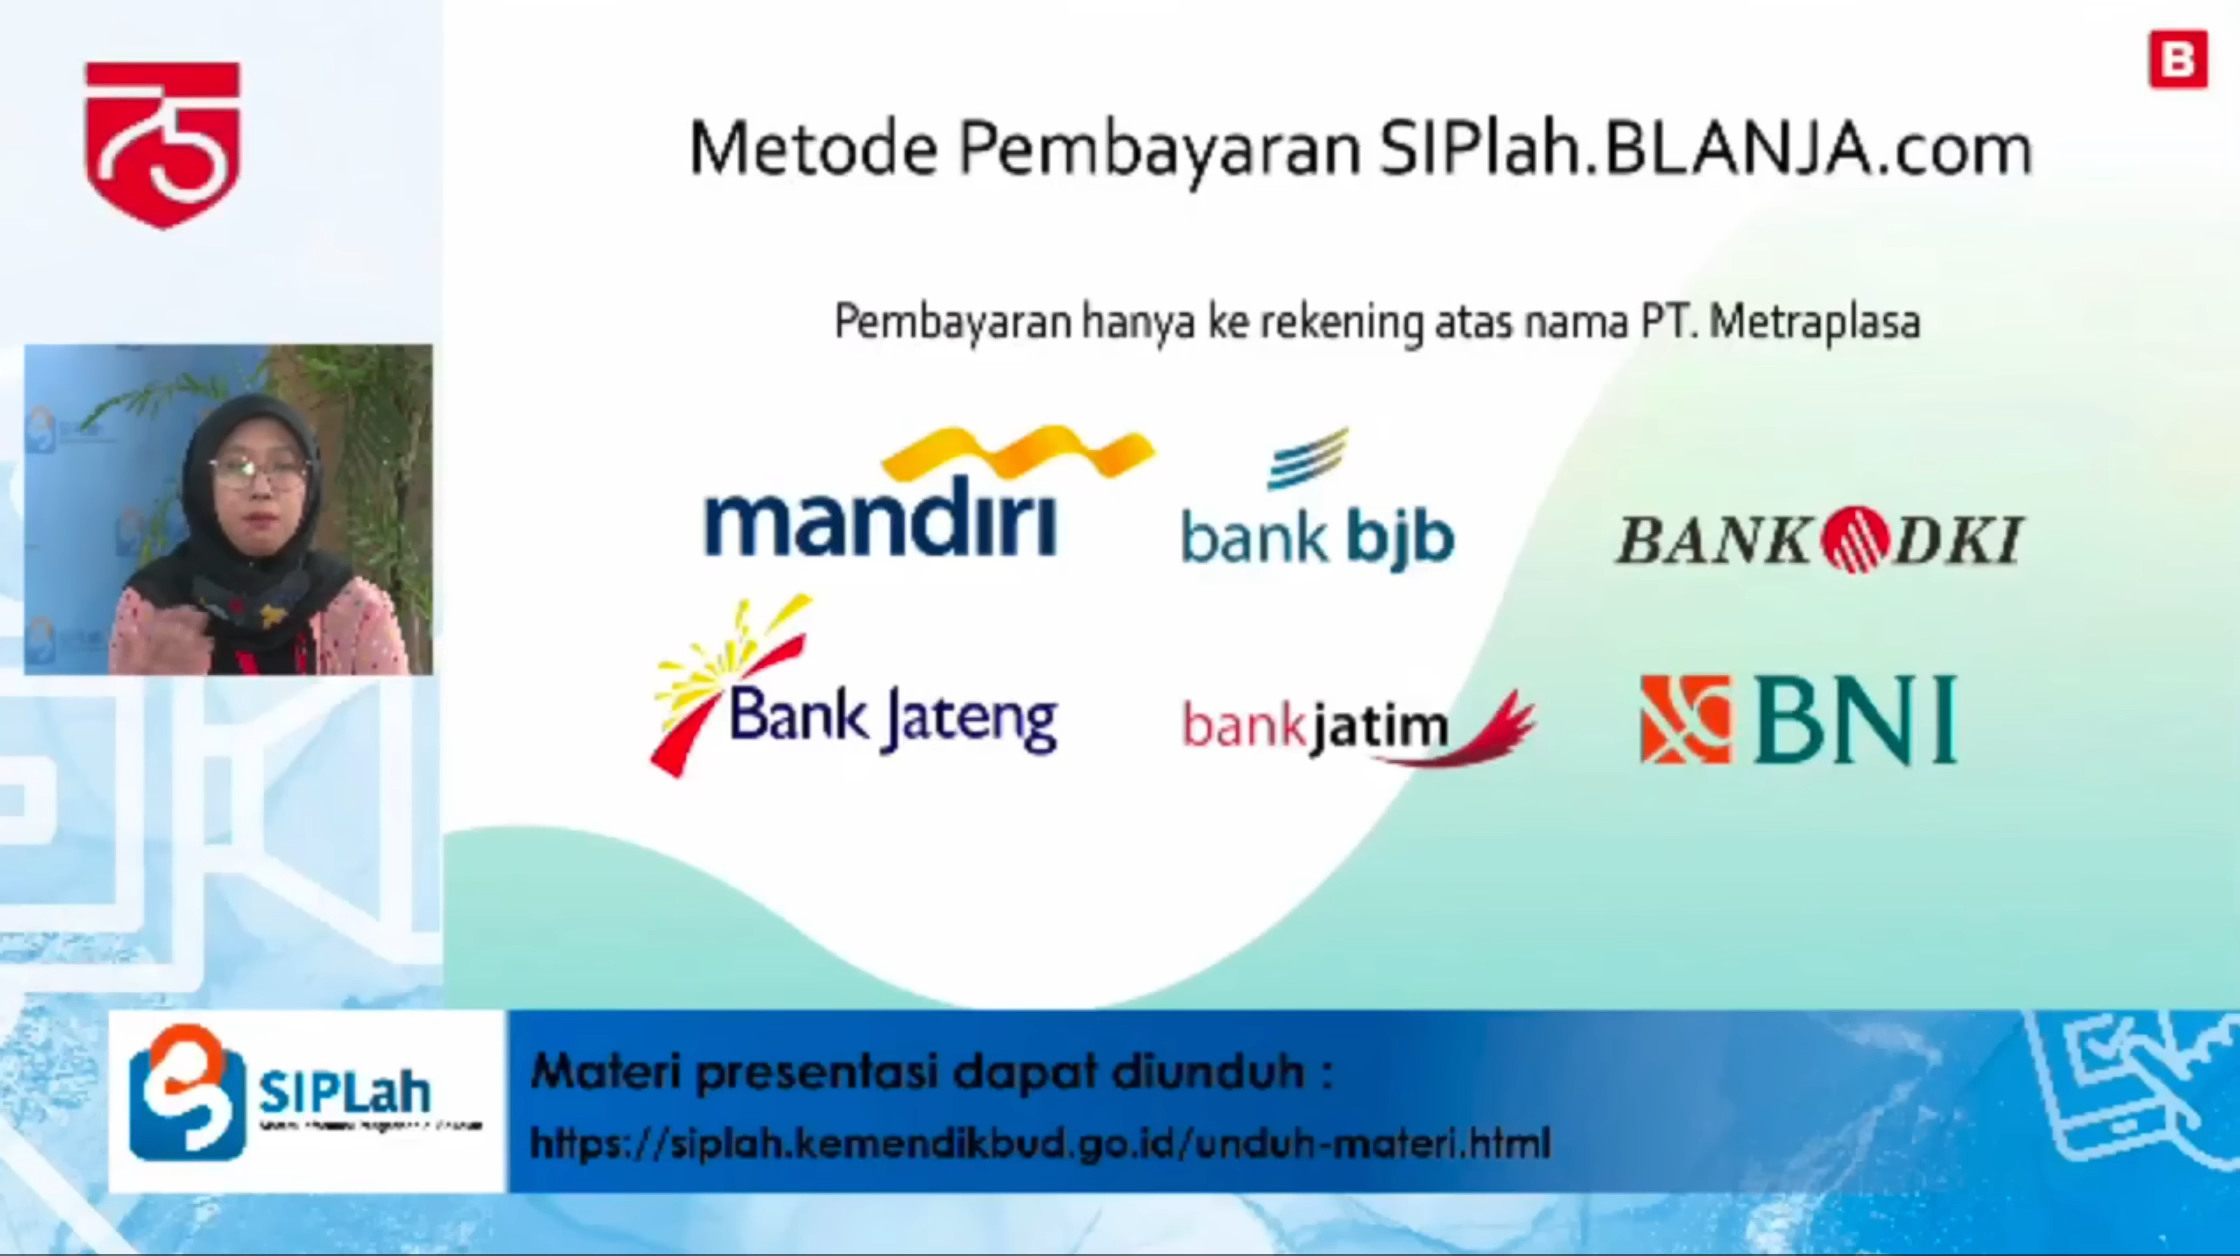 75
B
Metode Pembayaran SIPlah.BLANJA.com
Pembayaran hanya ke rekening atas nama PT. Metraplasa
mandiri
bank bjb
BANK DKI
Bank Jateng
bankjatim
BNI
SIPLah
Materi presentasi dapat diunduh :
https://siplah.kemendikbud.go.id/unduh-materi.html